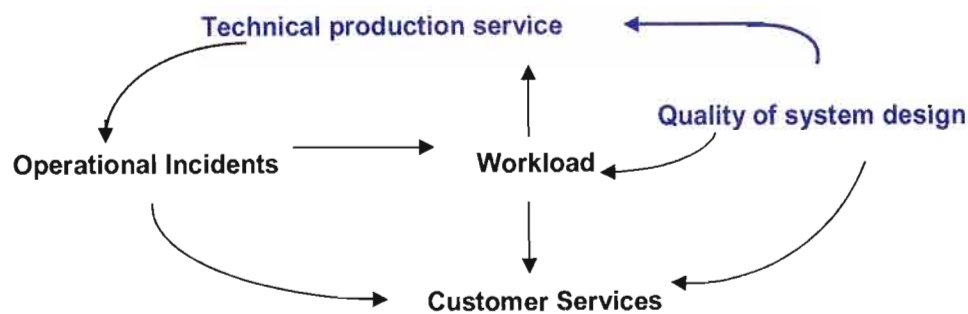 Technical production service
Quality of system design
Operational Incidents
Workload
Customer Services